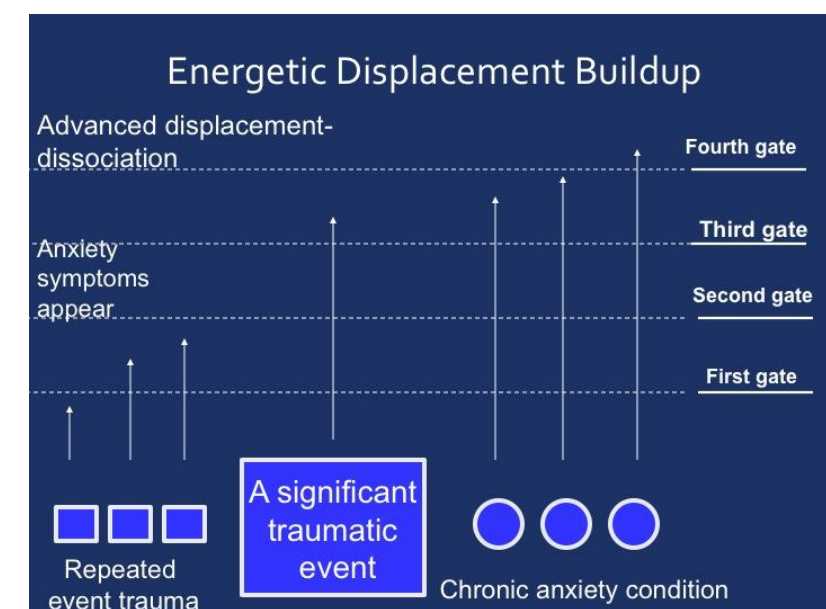 Energetic Displacement Buildup
Advanced displacement-
dissociation
Fourth gate
Third gate
Anxiety
symptoms
appear
Second gate
First gate
A significant
traumatic
event
Repeated
event trauma
Chronic anxiety condition